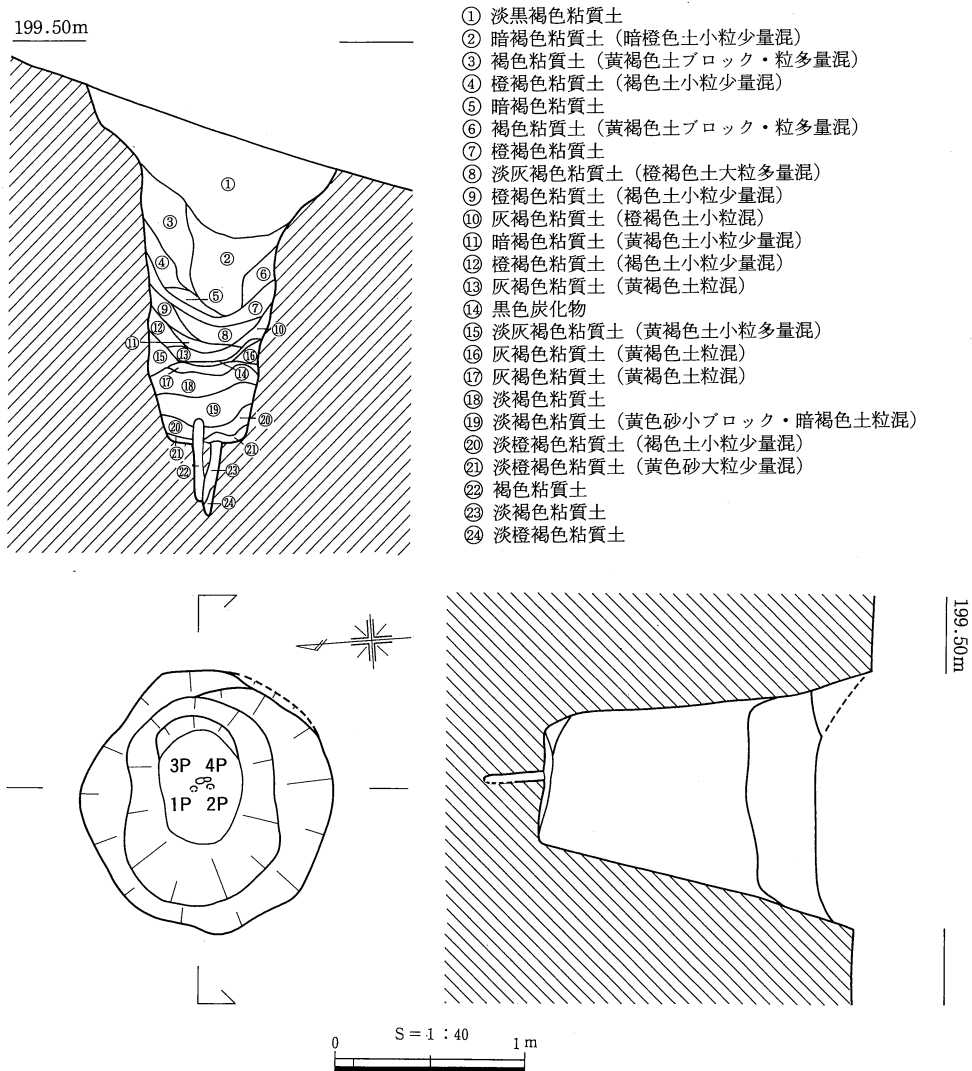 199.50m
① 淡黒褐色粘質土
② 暗褐色粘質土（暗橙色土小粒少量混）
③ 褐色粘質土（黄褐色土ブロック・粒多量混）
④ 橙褐色粘質土（褐色土小粒少量混）
⑤ 暗褐色粘質土
⑥ 褐色粘質土（黄褐色土ブロック・粒多量混）
⑦ 橙褐色粘質土
⑧ 淡灰褐色粘質土（橙褐色土大粒多量混）
⑨ 橙褐色粘質土（褐色土小粒少量混）
⑩ 灰褐色粘質土（橙褐色土小粒混）
⑪ 暗褐色粘質土（黄褐色土小粒少量混）
⑫ 橙褐色粘質土（褐色土小粒少量混）
⑬ 灰褐色粘質土（黄褐色土粒混）
⑭ 黒色炭化物
⑮ 淡灰褐色粘質土（黄褐色土小粒多量混）
⑯ 灰褐色粘質土（黄褐色土粒混）
⑰ 灰褐色粘質土（黄褐色土粒混）
⑱ 淡褐色粘質土
⑲ 淡褐色粘質土（黄色砂小ブロック・暗褐色土粒混）
⑳ 淡橙褐色粘質土（褐色土小粒少量混）
㉑ 淡橙褐色粘質土（黄色砂大粒少量混）
㉒ 褐色粘質土
㉓ 淡褐色粘質土
㉔ 淡橙褐色粘質土
①
③
②
④ ⑥
⑤
⑨ ⑦
⑫ ⑧ ⑩
⑪
⑮ ⑬ ⑯
⑭
⑰ ⑱
⑲
⑳ ⑳
㉑ ㉑
㉒ ㉓
㉔
3P 4P
1P 2P
199.50m
S＝1：40
0 1m